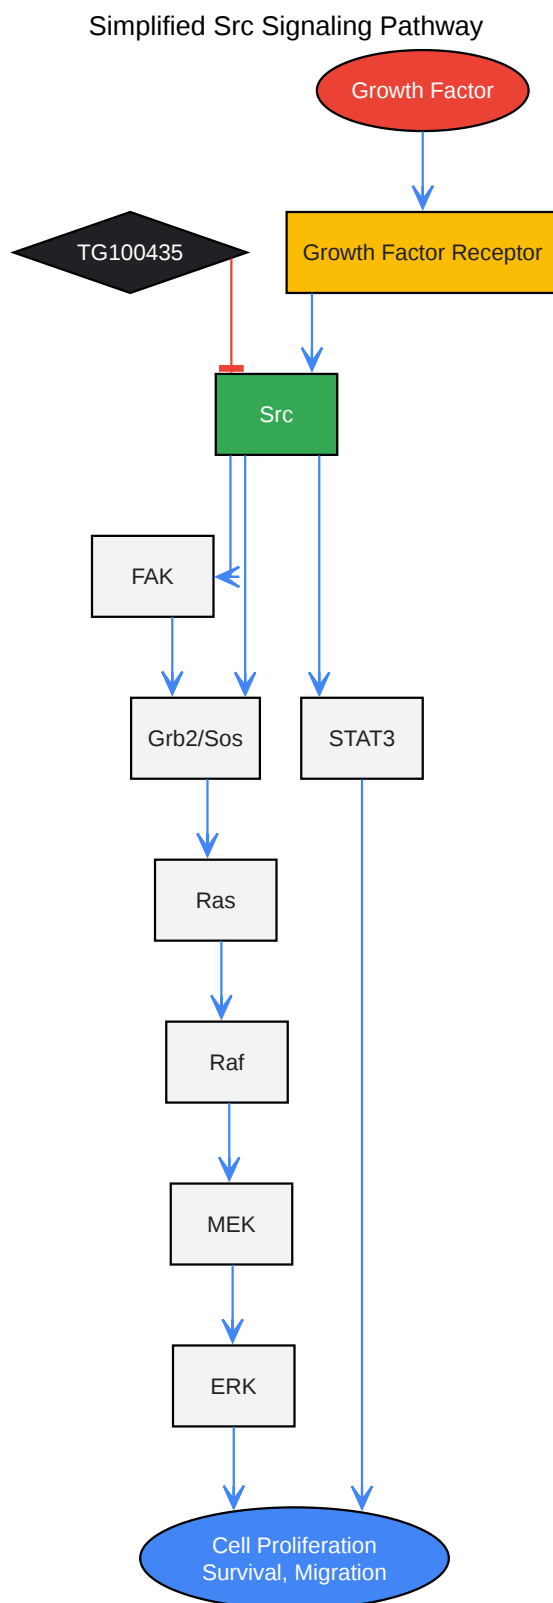 Simplified Src Signaling Pathway
Growth Factor
TG100435
Growth Factor Receptor
Src
FAK
Grb2/Sos
STAT3
Ras
Raf
MEK
ERK
Cell Proliferation
Survival, Migration